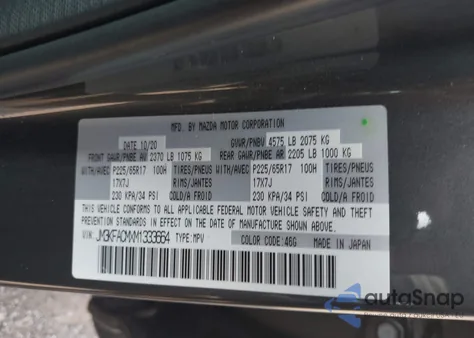 MFD. BY MAZDA MOTOR CORPORATION
DATE 10/20 GVWR/PNBV 4575 LB 2075 KG
FRONT GAWR/PNBE AV 2370 LB 1075 KG REAR GAWR/PNBE AR 2205 LB 1000 KG
P225/65R17 100H TIRES/PNEUS P225/65R17 100H TIRES/PNEUS
17X7J RIMS/JANTES 17X7J RIMS/JANTES
230 KPA/34 PSI COLD/A FROID 230 KPA/34 PSI COLD/A FROID
THIS VEHICLE CONFORMS TO ALL APPLICABLE FEDERAL MOTOR VEHICLE SAFETY AND THEFT
PREVENTION STANDARDS IN EFFECT ON THE DATE OF MANUFACTURE
SHOWN ABOVE.
VIN: TYPE:MPV COLOR CODE:46G MADE IN JAPAN
autoSnap